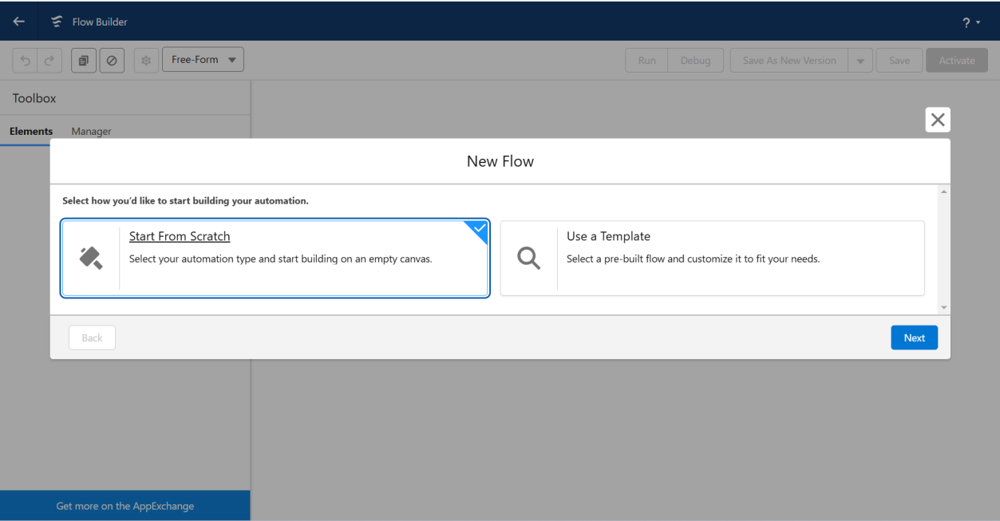 Flow Builder
?
Free-Form
Run
Debug
Save As New Version
Save
Activate
Toolbox
Elements
Manager
New Flow
Select how you'd like to start building your automation.
Start From Scratch
Select your automation type and start building on an empty canvas.
Use a Template
Select a pre-built flow and customize it to fit your needs.
Back
Next
Get more on the AppExchange